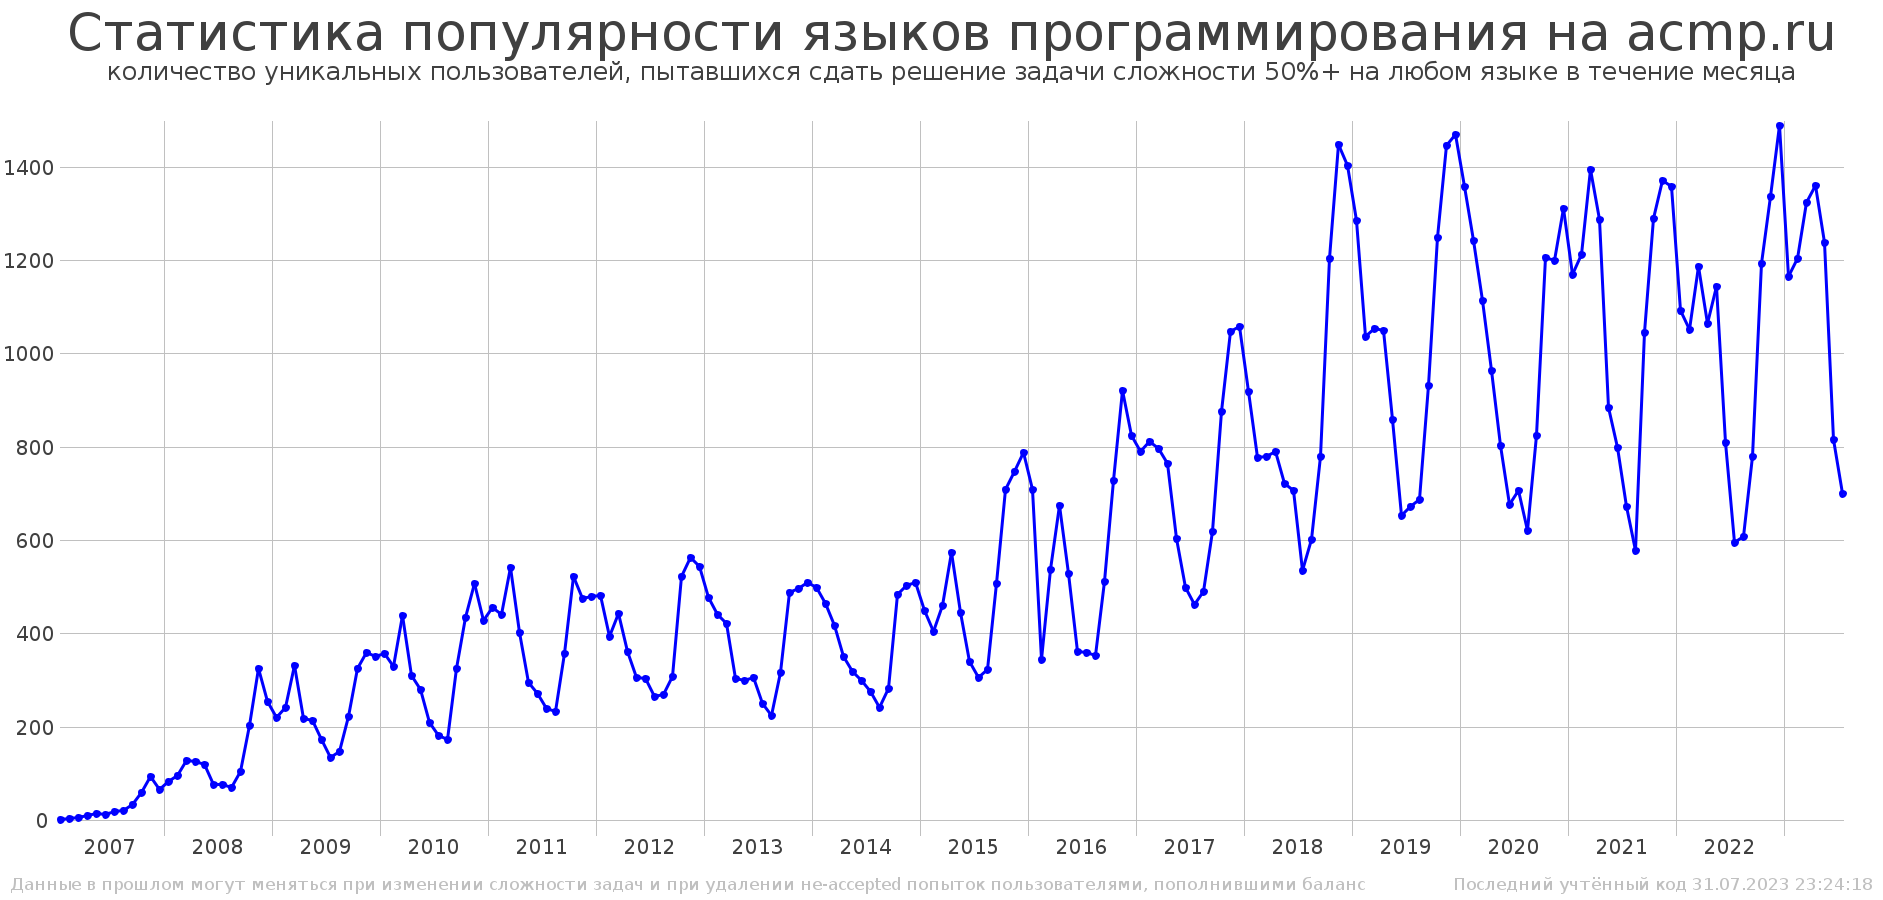 Статистика популярности языков программирования на acmp.ru
количество уникальных пользователей, пытавшихся сдать решение задачи сложности 50%+ на любом языке в течение месяца
1400
1200
1000
800
600
400
200
0
2007 2008 2009 2010 2011 2012 2013 2014 2015 2016 2017 2018 2019 2020 2021 2022
Данные в прошлом могут меняться при изменении сложности задач и при удалении не-accepted попыток пользователями, пополнившими баланс
Последний учтённый код 31.07.2023 23:24:18